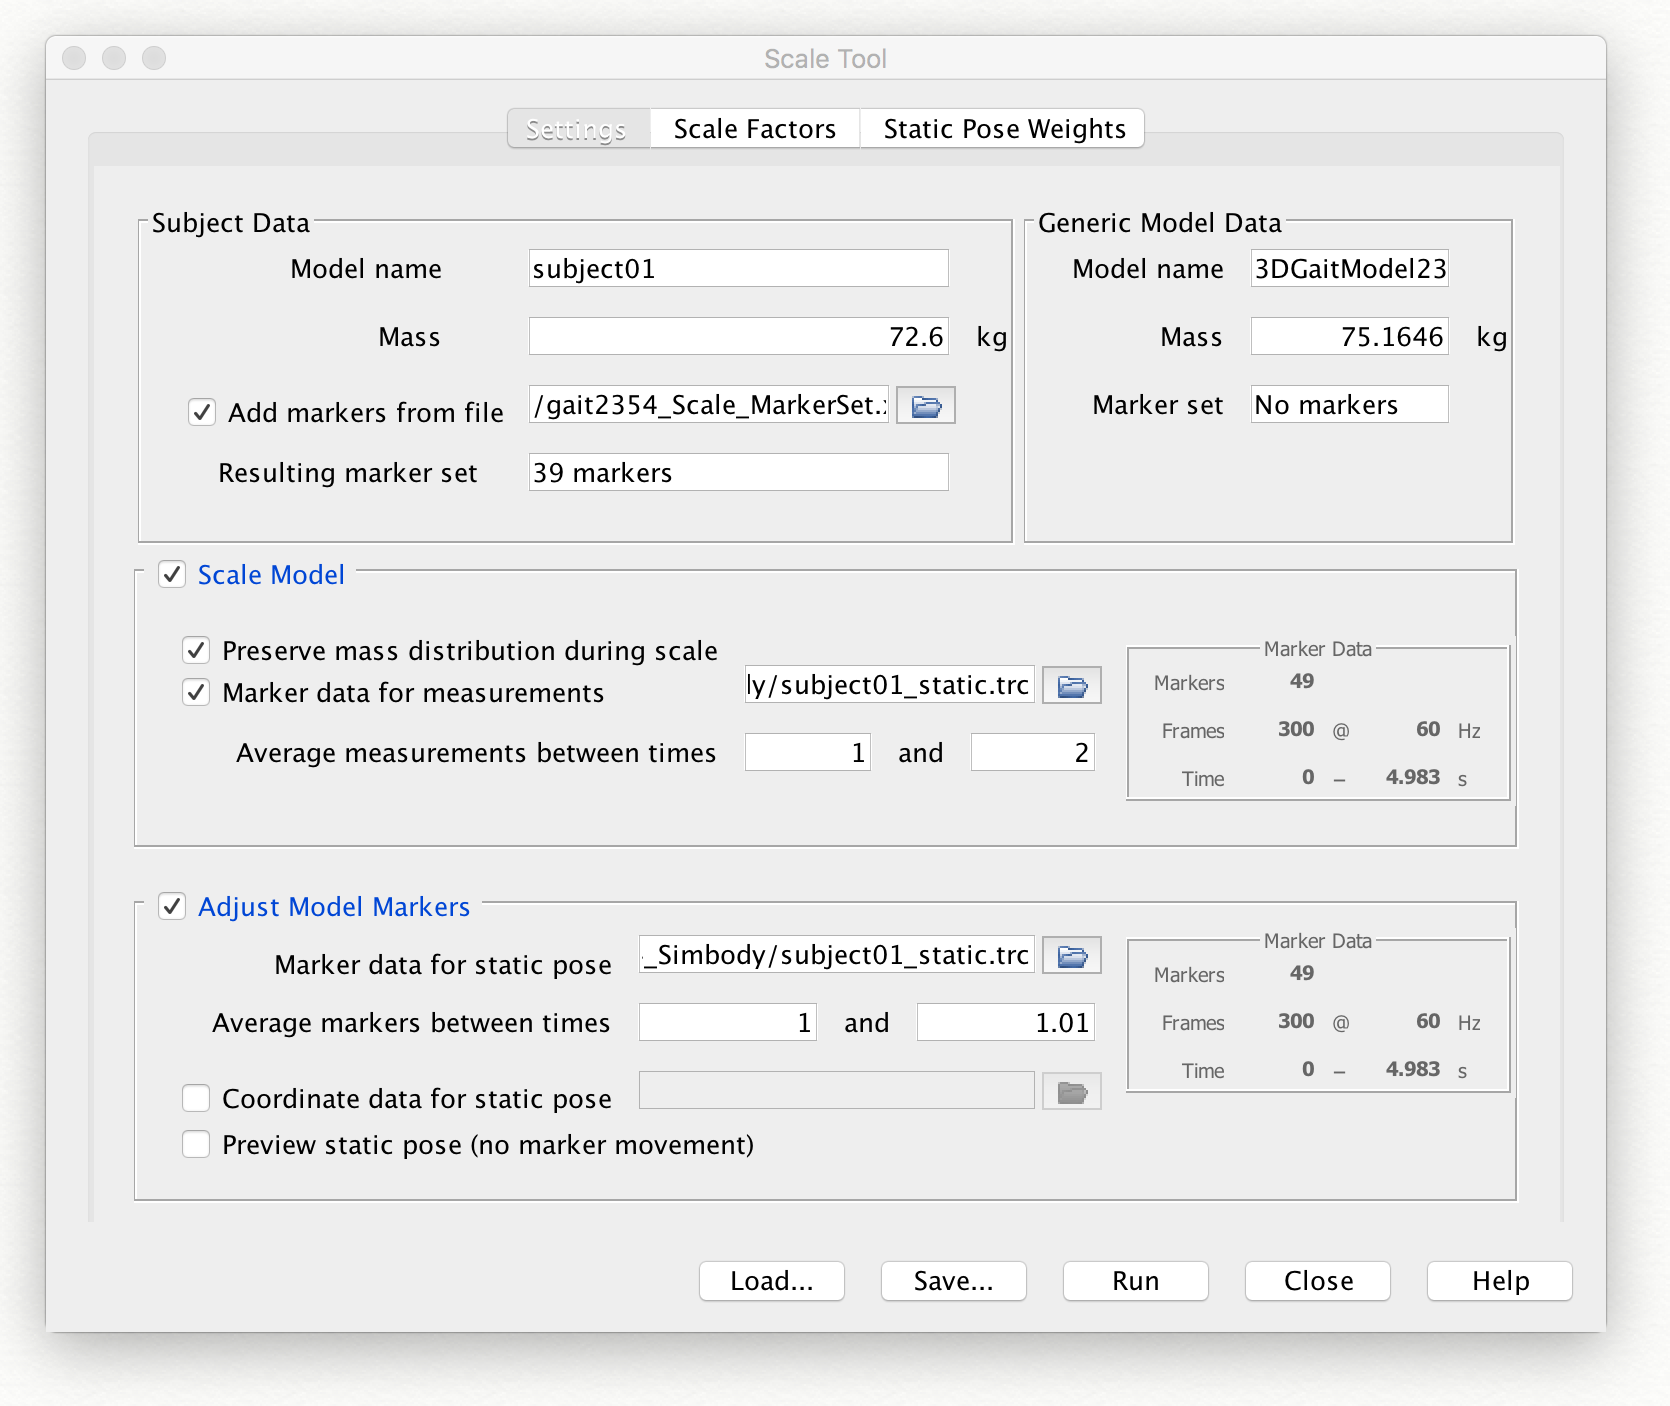 Scale Tool
Settings Scale Factors Static Pose Weights
Subject Data
Model name subject01
Mass 72.6 kg
Add markers from file /gait2354_Scale_MarkerSet.
Resulting marker set 39 markers
Generic Model Data
Model name 3DGaitModel23
Mass 75.1646 kg
Marker set No markers
Scale Model
Preserve mass distribution during scale
Marker data for measurements ly/subject01_static.trc
Average measurements between times 1 and 2
Marker Data
Markers 49
Frames 300 @ 60 Hz
Time 0 – 4.983 s
Adjust Model Markers
Marker data for static pose _Simbody/subject01_static.trc
Average markers between times 1 and 1.01
Coordinate data for static pose
Preview static pose (no marker movement)
Marker Data
Markers 49
Frames 300 @ 60 Hz
Time 0 – 4.983 s
Load... Save... Run Close Help